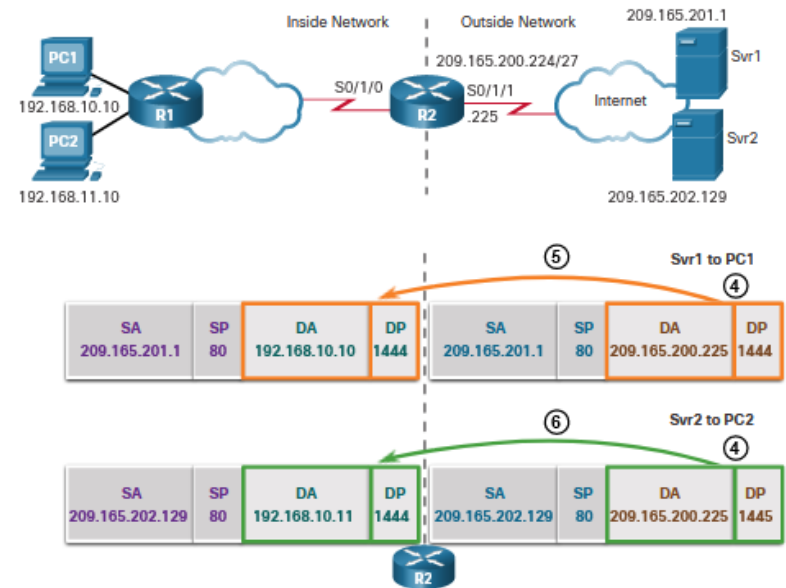 Inside Network Outside Network 209.165.201.1
PC1 209.165.200.224/27 Svr1
S0/1/0 S0/1/1
192.168.10.10 R1 R2 .225 Internet
PC2 Svr2
192.168.11.10 209.165.202.129
⑤ Svr1 to PC1
④
SA SP DA DP SA SP DA DP
209.165.201.1 80 192.168.10.10 1444 209.165.201.1 80 209.165.200.225 1444
Svr2 to PC2
⑥ ④
SA SP DA DP SA SP DA DP
209.165.202.129 80 192.168.10.11 1444 209.165.202.129 80 209.165.200.225 1445
R2